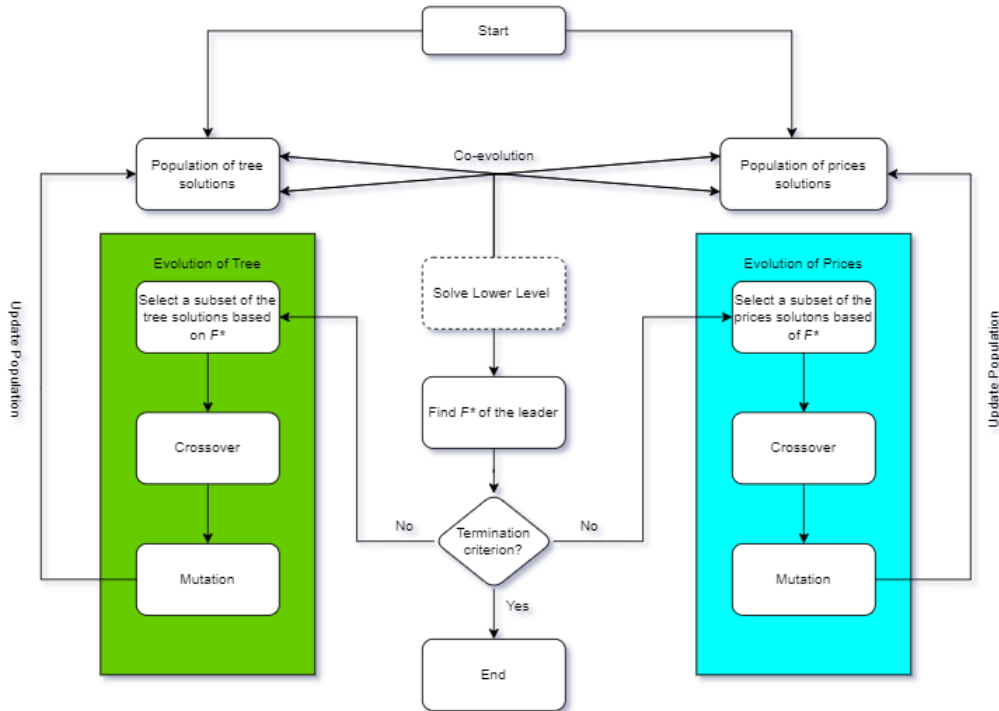 Start
Population of tree
solutions
Co-evolution
Population of prices
solutions
Evolution of Tree
Select a subset of the
tree solutions based
on F*
Crossover
Mutation
Update Population
Solve Lower Level
Find F* of the leader
Termination
criterion?
No
No
Yes
End
Evolution of Prices
Select a subset of the
prices solutons based
of F*
Crossover
Mutation
Update Population